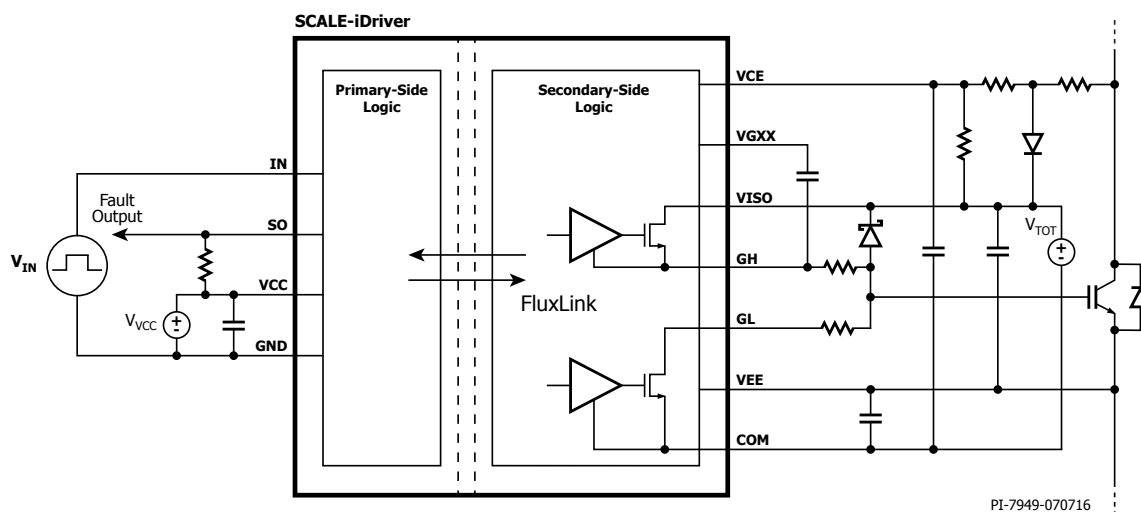 SCALE-iDriver
Primary-Side
Logic
Secondary-Side
Logic
VCE
VGXX
IN
Fault
Output
SO
VISO
VTOT
+
-
VIN
GH
VCC
FluxLink
VVCC
+
-
GL
GND
VEE
COM
PI-7949-070716